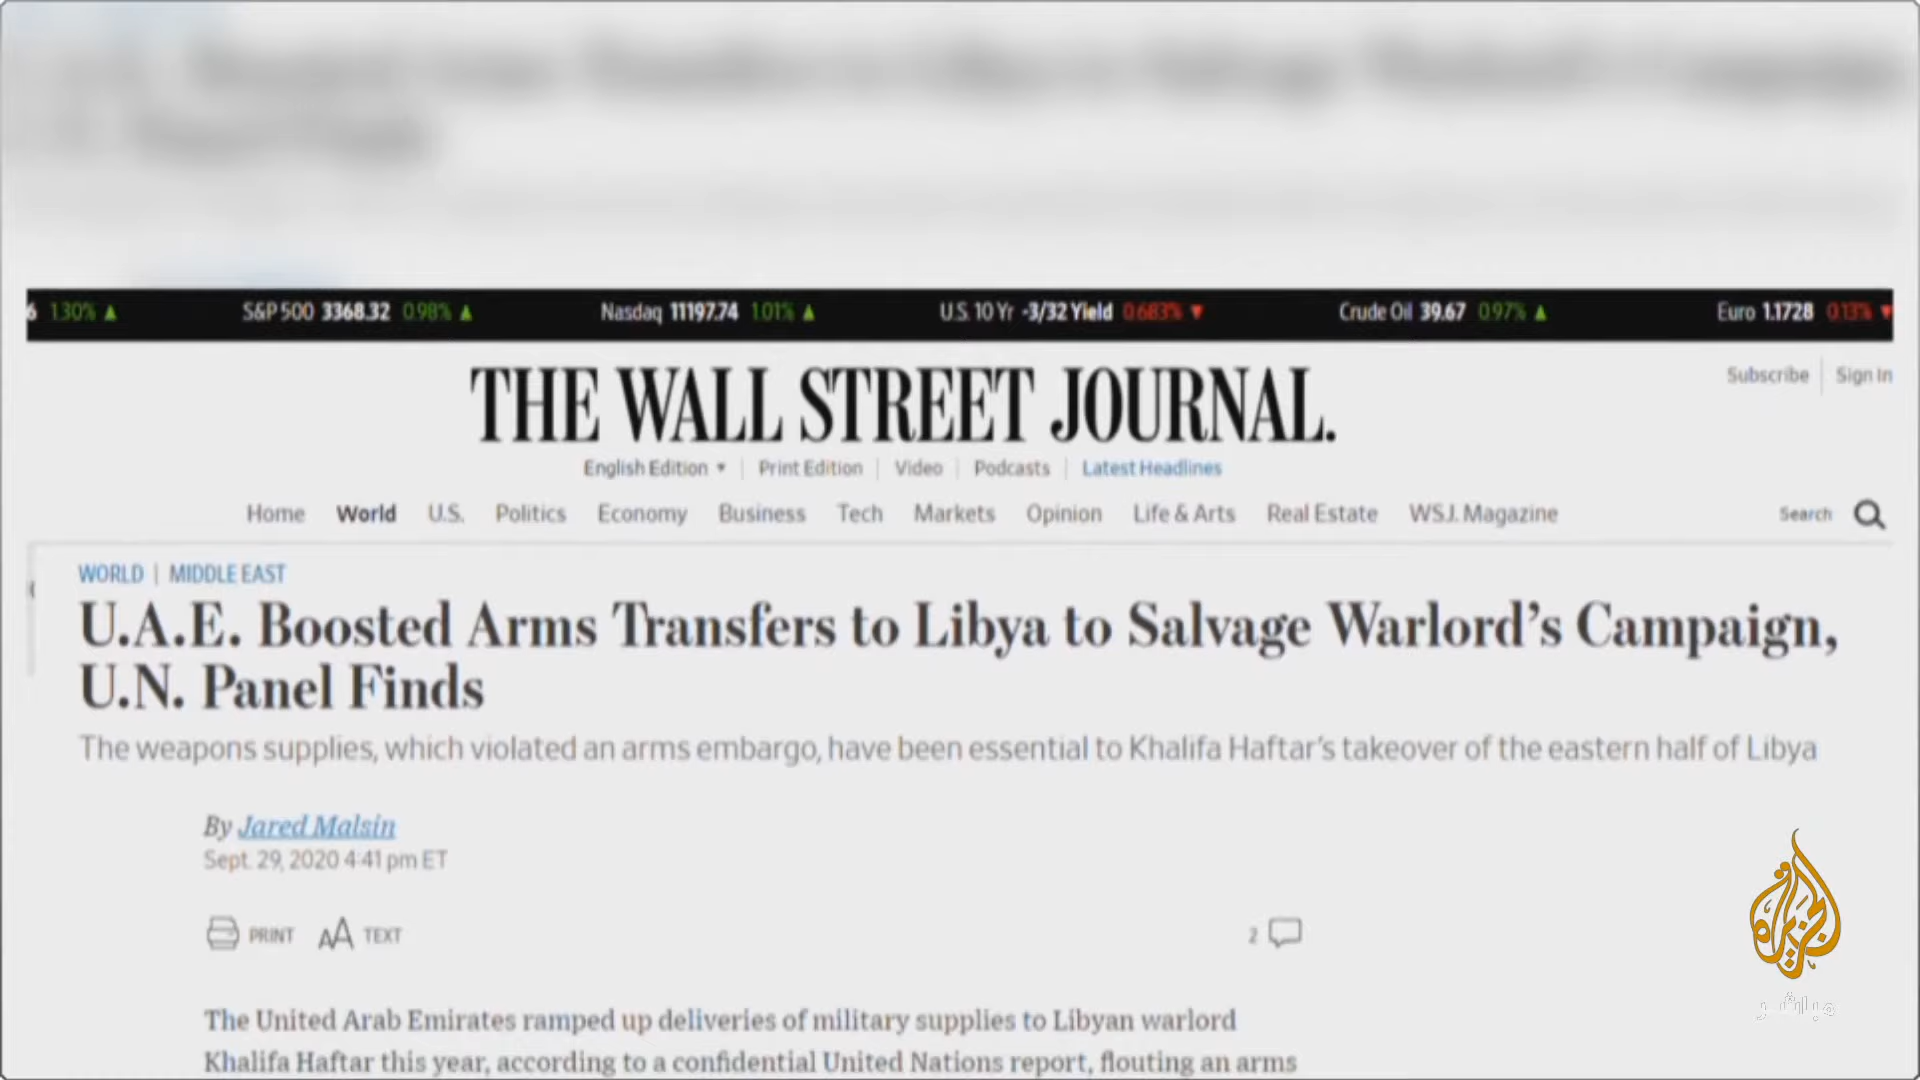 6 1.30% ▲ S&P 500 3368.32 0.98% ▲ Nasdaq 11197.74 1.01% ▲ U.S. 10 Yr -3/32 Yield 0.683% ▼ Crude Oil 39.67 0.97% ▲ Euro 1.1728 0.13% ▼
THE WALL STREET JOURNAL.
Subscribe | Sign In
English Edition ▼ | Print Edition | Video | Podcasts | Latest Headlines
Home World U.S. Politics Economy Business Tech Markets Opinion Life & Arts Real Estate WSJ. Magazine Search
WORLD | MIDDLE EAST
U.A.E. Boosted Arms Transfers to Libya to Salvage Warlord’s Campaign,
U.N. Panel Finds
The weapons supplies, which violated an arms embargo, have been essential to Khalifa Haftar’s takeover of the eastern half of Libya
By Jared Malsin
Sept. 29, 2020 4:41 pm ET
PRINT AA TEXT
2
الجزيرة
مباشر
The United Arab Emirates ramped up deliveries of military supplies to Libyan warlord
Khalifa Haftar this year, according to a confidential United Nations report, flouting an arms